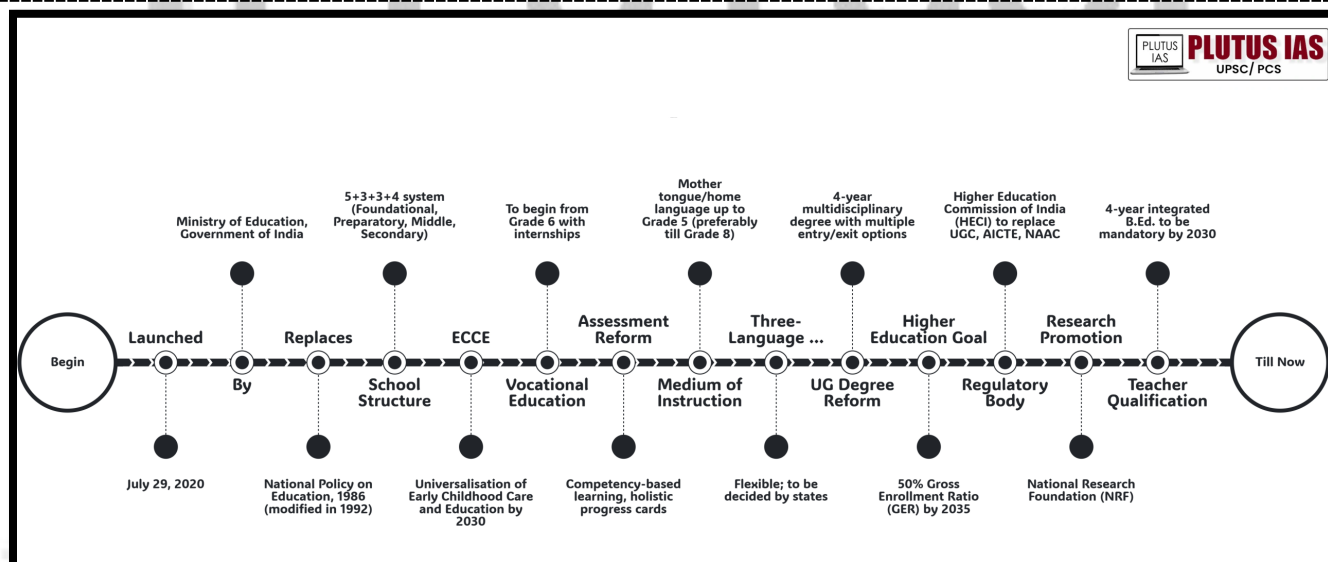 PLUTUS
IAS
PLUTUS IAS
UPSC/ PCS
Ministry of Education,
Government of India
5+3+3+4 system
(Foundational,
Preparatory, Middle,
Secondary)
To begin from
Grade 6 with
internships
Mother
tongue/home
language up to
Grade 5 (preferably
till Grade 8)
4-year
multidisciplinary
degree with multiple
entry/exit options
Higher Education
Commission of India
(HECI) to replace
UGC, AICTE, NAAC
4-year integrated
B.Ed. to be
mandatory by 2030
Begin
Launched
By
Replaces
School
Structure
ECCE
Vocational
Education
Assessment
Reform
Medium of
Instruction
Three-
Language ...
UG Degree
Reform
Higher
Education Goal
Regulatory
Body
Research
Promotion
Teacher
Qualification
Till Now
July 29, 2020
National Policy on
Education, 1986
(modified in 1992)
Universalisation of
Early Childhood Care
and Education by
2030
Competency-based
learning, holistic
progress cards
Flexible; to be
decided by states
50% Gross
Enrollment Ratio
(GER) by 2035
National Research
Foundation (NRF)